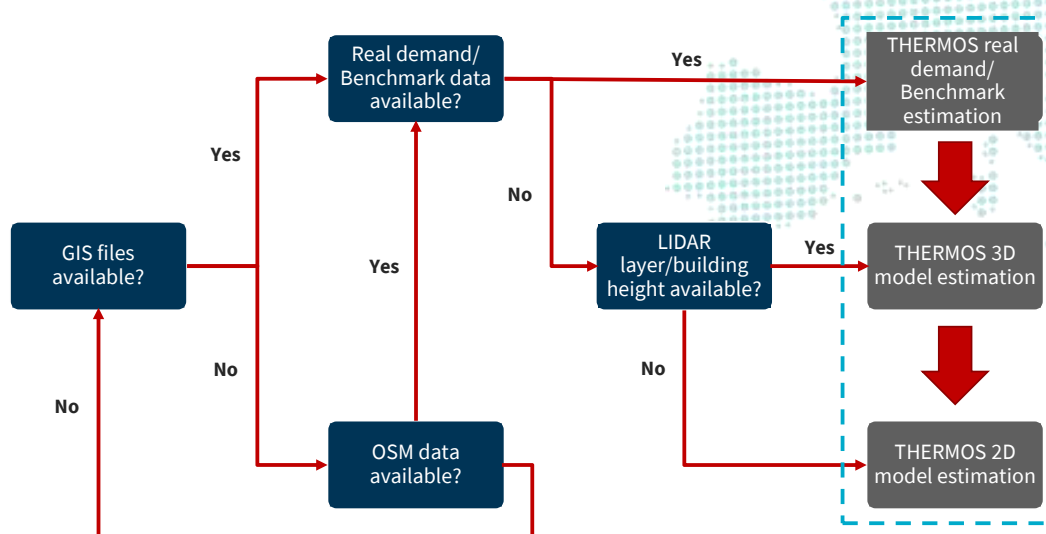 Real demand/
Benchmark data
available?
Yes
THERMOS real
demand/
Benchmark
estimation
Yes
No
GIS files
available?
Yes
LIDAR
layer/building
height available?
Yes
THERMOS 3D
model estimation
No
No
No
OSM data
available?
THERMOS 2D
model estimation